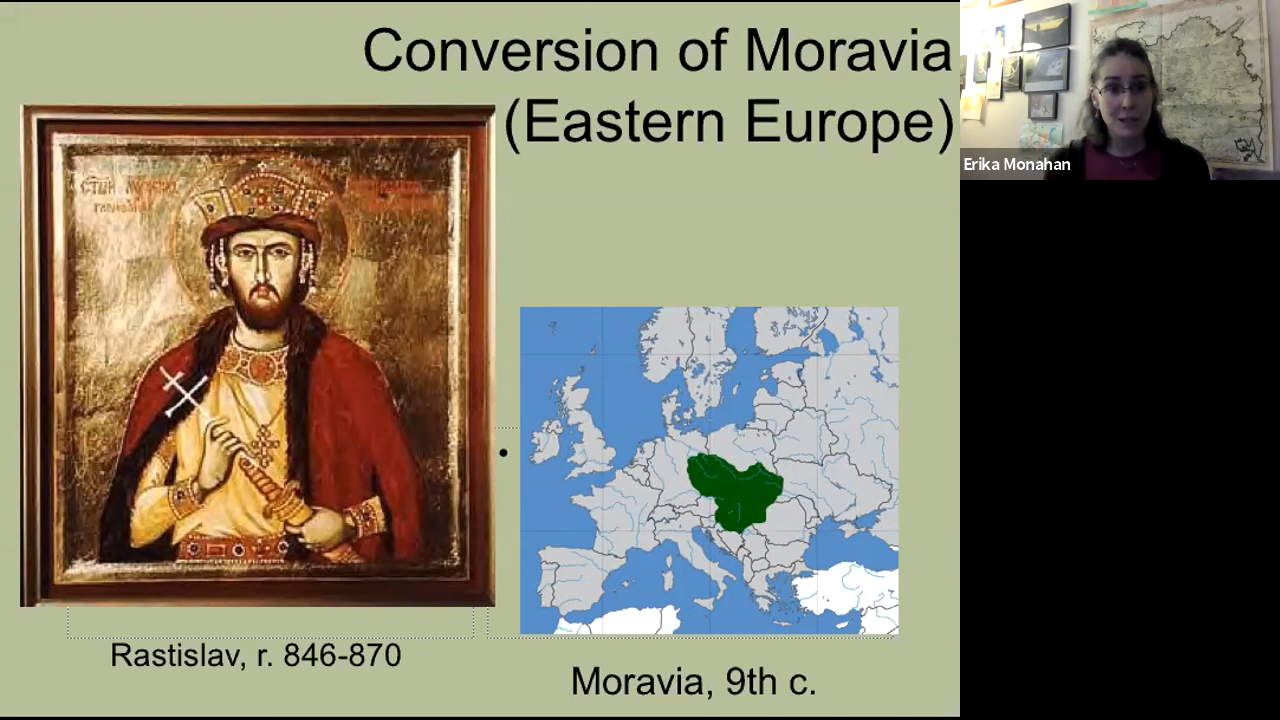 Conversion of Moravia
(Eastern Europe)
Erika Monahan
•
Rastislav, r. 846-870
Moravia, 9th c.